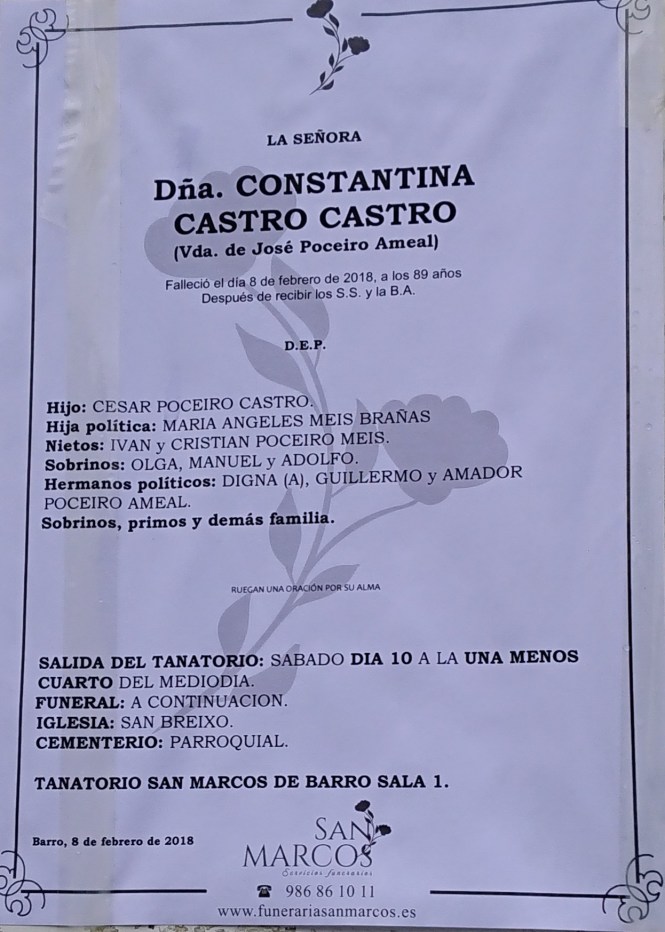 LA SEÑORA
Dña. CONSTANTINA
CASTRO CASTRO
(Vda. de José Poceiro Ameal)
Falleció el día 8 de febrero de 2018, a los 89 años
Después de recibir los S.S. y la B.A.
D.E.P.
Hijo: CESAR POCEIRO CASTRO.
Hija política: MARIA ANGELES MEIS BRAÑAS
Nietos: IVAN y CRISTIAN POCEIRO MEIS.
Sobrinos: OLGA, MANUEL y ADOLFO.
Hermanos políticos: DIGNA (A), GUILLERMO y AMADOR
POCEIRO AMEAL.
Sobrinos, primos y demás familia.
RUEGAN UNA ORACIÓN POR SU ALMA
SALIDA DEL TANATORIO: SABADO DIA 10 A LA UNA MENOS
CUARTO DEL MEDIODIA.
FUNERAL: A CONTINUACION.
IGLESIA: SAN BREIXO.
CEMENTERIO: PARROQUIAL.
TANATORIO SAN MARCOS DE BARRO SALA 1.
Barro, 8 de febrero de 2018
SAN
MARCOS
Servicios funerarios
☎ 986 86 10 11
www.funerariasanmarcos.es